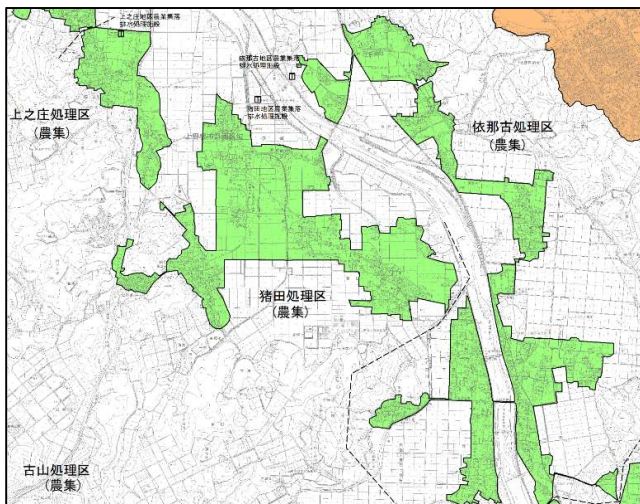 上之庄地区農業集落
排水処理施設
依那古地区農業集落
排水処理施設
猪田地区農業集落
排水処理施設
上之庄処理区
(農集)
依那古処理区
(農集)
猪田処理区
(農集)
古山処理区
(農集)